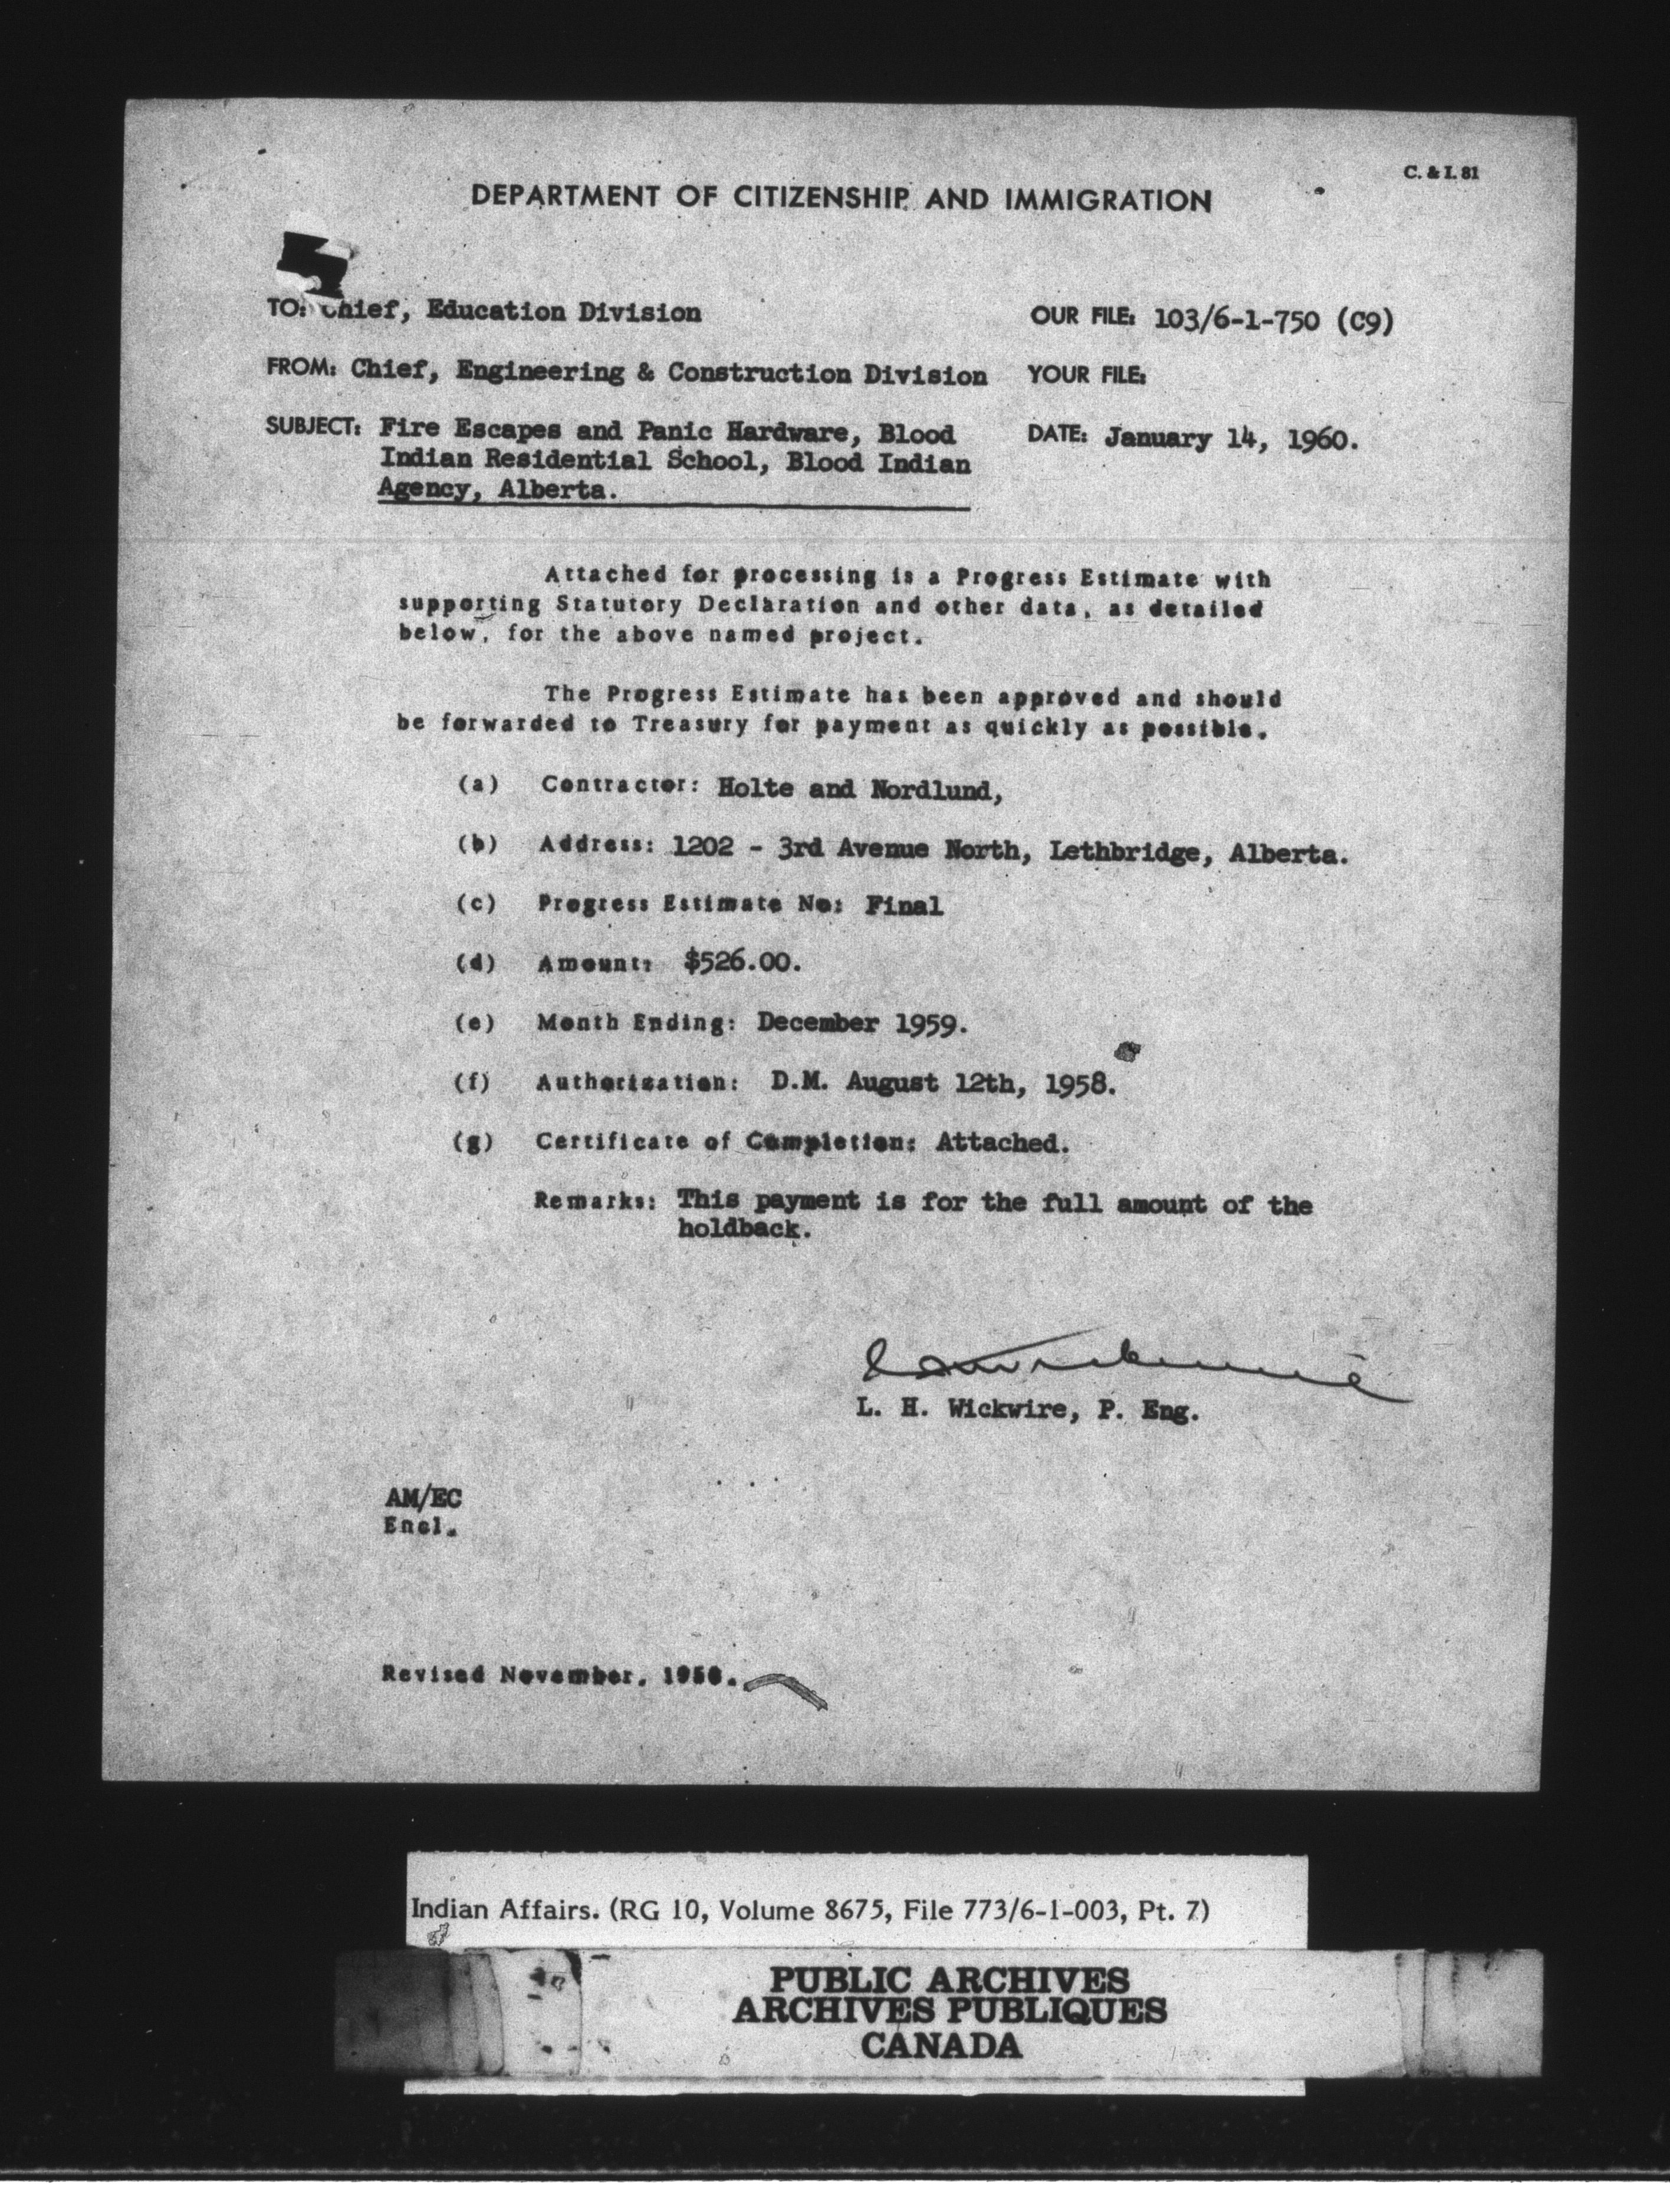 C. & I. 81
DEPARTMENT OF CITIZENSHIP AND IMMIGRATION
TO: Chief, Education Division
OUR FILE: 103/6-1-750 (C9)
FROM: Chief, Engineering & Construction Division
YOUR FILE:
SUBJECT: Fire Escapes and Panic Hardware, Blood
Indian Residential School, Blood Indian
Agency, Alberta.
DATE: January 14, 1960.
Attached for processing is a Progress Estimate with
supporting Statutory Declaration and other data, as detailed
below, for the above named project.
The Progress Estimate has been approved and should
be forwarded to Treasury for payment as quickly as possible.
(a) Contractor: Holte and Nordlund,
(b) Address: 1202 - 3rd Avenue North, Lethbridge, Alberta.
(c) Progress Estimate No: Final
(d) Amount: $526.00.
(e) Month Ending: December 1959.
(f) Authorization: D.M. August 12th, 1958.
(g) Certificate of Completion: Attached.
Remarks: This payment is for the full amount of the
holdback.
L. H. Wickwire, P. Eng.
AM/EC
Encl.
Revised November,
Indian Affairs. (RG 10, Volume 8675, File 773/6-1-003, Pt. 7)
PUBLIC ARCHIVES
ARCHIVES PUBLIQUES
CANADA